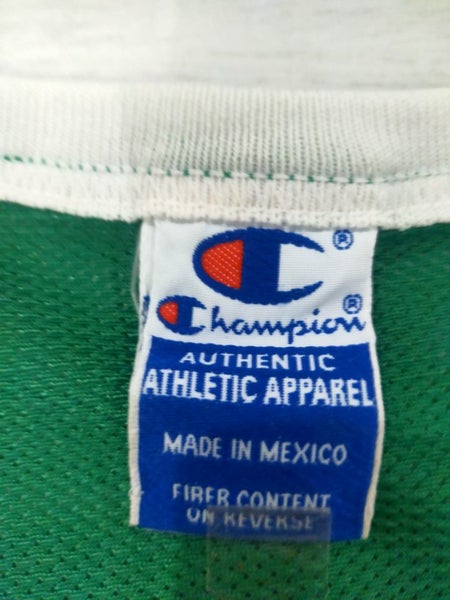 ®
Champion®
AUTHENTIC
ATHLETIC APPAREL
MADE IN MEXICO
FIBER CONTENT
ON REVERSE